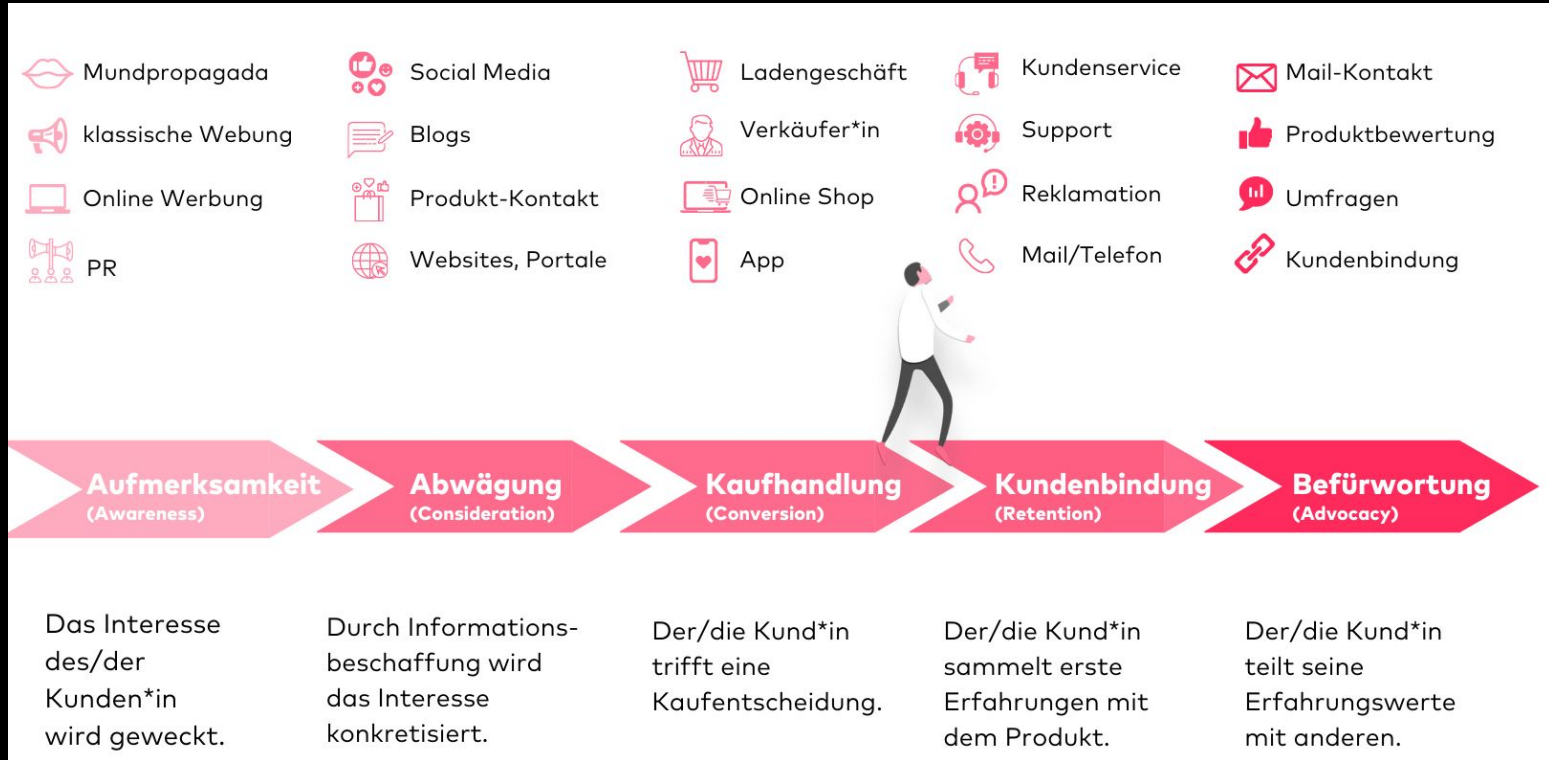 Mundpropagada
klassische Webung
Online Werbung
PR
Social Media
Blogs
Produkt-Kontakt
Websites, Portale
Ladengeschäft
Verkäufer*in
Online Shop
App
Kundenservice
Support
Reklamation
Mail/Telefon
Mail-Kontakt
Produktbewertung
Umfragen
Kundenbindung
Aufmerksamkeit
(Awareness)
Abwägung
(Consideration)
Kaufhandlung
(Conversion)
Kundenbindung
(Retention)
Befürwortung
(Advocacy)
Das Interesse
des/der
Kunden*in
wird geweckt.
Durch Informations-
beschaffung wird
das Interesse
konkretisiert.
Der/die Kund*in
trifft eine
Kaufentscheidung.
Der/die Kund*in
sammelt erste
Erfahrungen mit
dem Produkt.
Der/die Kund*in
teilt seine
Erfahrungswerte
mit anderen.